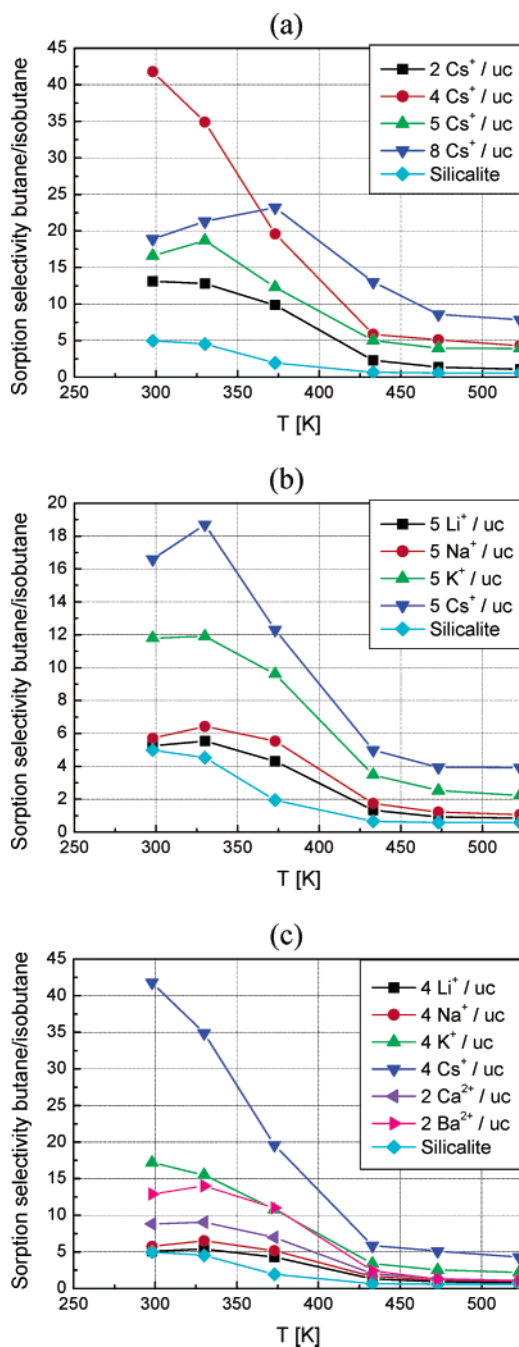 (a)
Sorption selectivity butane/isobutane
45
40
35
30
25
20
15
10
5
0
2 Cs⁺ / uc
4 Cs⁺ / uc
5 Cs⁺ / uc
8 Cs⁺ / uc
Silicalite
250 300 350 400 450 500
T [K]
(b)
Sorption selectivity butane/isobutane
20
18
16
14
12
10
8
6
4
2
0
5 Li⁺ / uc
5 Na⁺ / uc
5 K⁺ / uc
5 Cs⁺ / uc
Silicalite
250 300 350 400 450 500
T [K]
(c)
Sorption selectivity butane/isobutane
45
40
35
30
25
20
15
10
5
0
4 Li⁺ / uc
4 Na⁺ / uc
4 K⁺ / uc
4 Cs⁺ / uc
2 Ca²⁺ / uc
2 Ba²⁺ / uc
Silicalite
250 300 350 400 450 500
T [K]